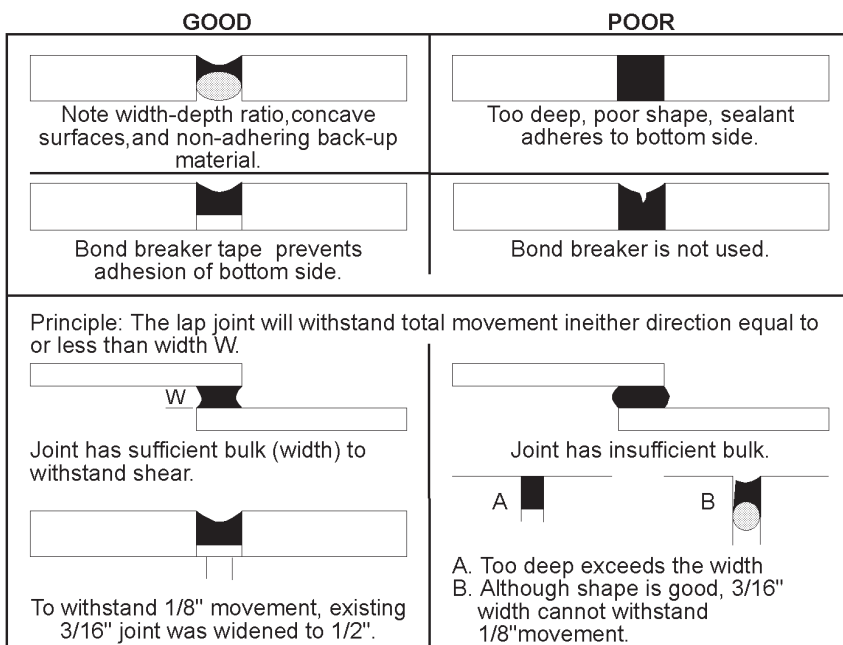 GOOD
POOR
Note width-depth ratio,concave
surfaces,and non-adhering back-up
material.
Too deep, poor shape, sealant
adheres to bottom side.
Bond breaker tape prevents
adhesion of bottom side.
Bond breaker is not used.
Principle: The lap joint will withstand total movement ineither direction equal to
or less than width W.
W
Joint has sufficient bulk (width) to
withstand shear.
Joint has insufficient bulk.
A
B
To withstand 1/8" movement, existing
3/16" joint was widened to 1/2".
A. Too deep exceeds the width
B. Although shape is good, 3/16"
width cannot withstand
1/8"movement.